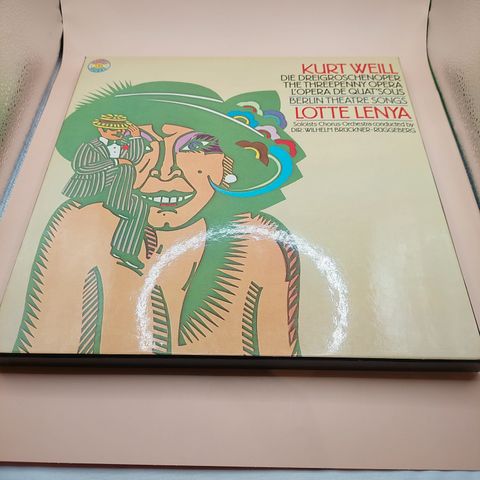 KURT WEILL
DIE DREIGROSCHENOPER
THE THREEPENNY OPERA
L'OPERA DE QUAT'SOUS
BERLIN THEATRE SONGS
LOTTE LENYA
Soloists·Chorus·Orchestra conducted by
DIR. WILHELM BRÜCKNER-RÜGGEBERG